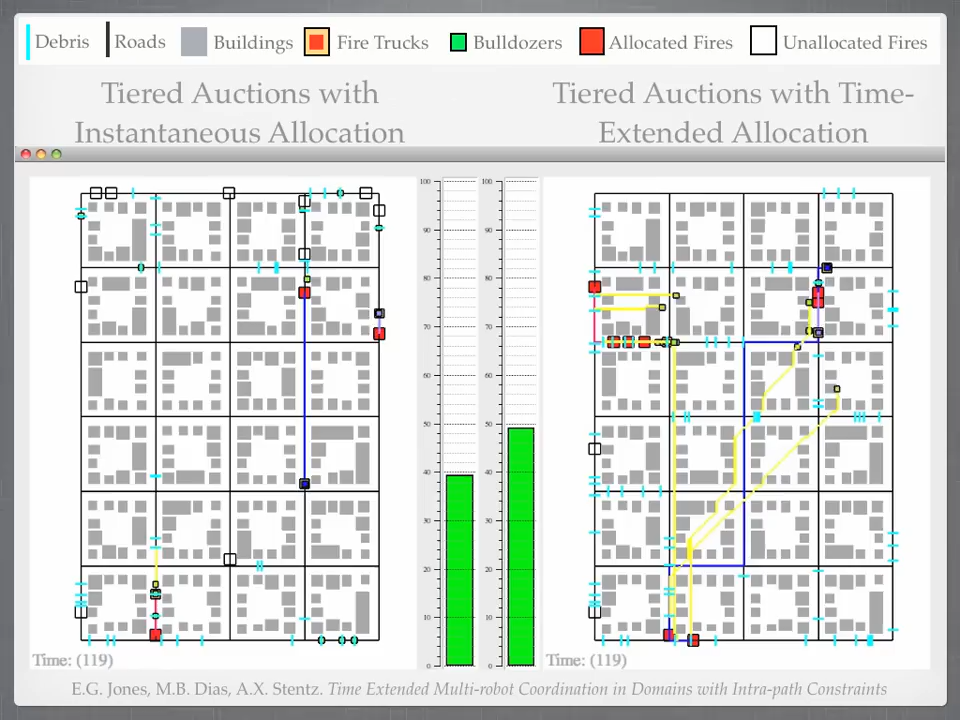 Debris Roads Buildings Fire Trucks Bulldozers Allocated Fires Unallocated Fires
Tiered Auctions with
Instantaneous Allocation
Tiered Auctions with Time-
Extended Allocation
100 100
90 90
80 80
70 70
60 60
50 50
40 40
30 30
20 20
10 10
0 0
Time: (119)
Time: (119)
E.G. Jones, M.B. Dias, A.X. Stentz. Time Extended Multi-robot Coordination in Domains with Intra-path Constraints